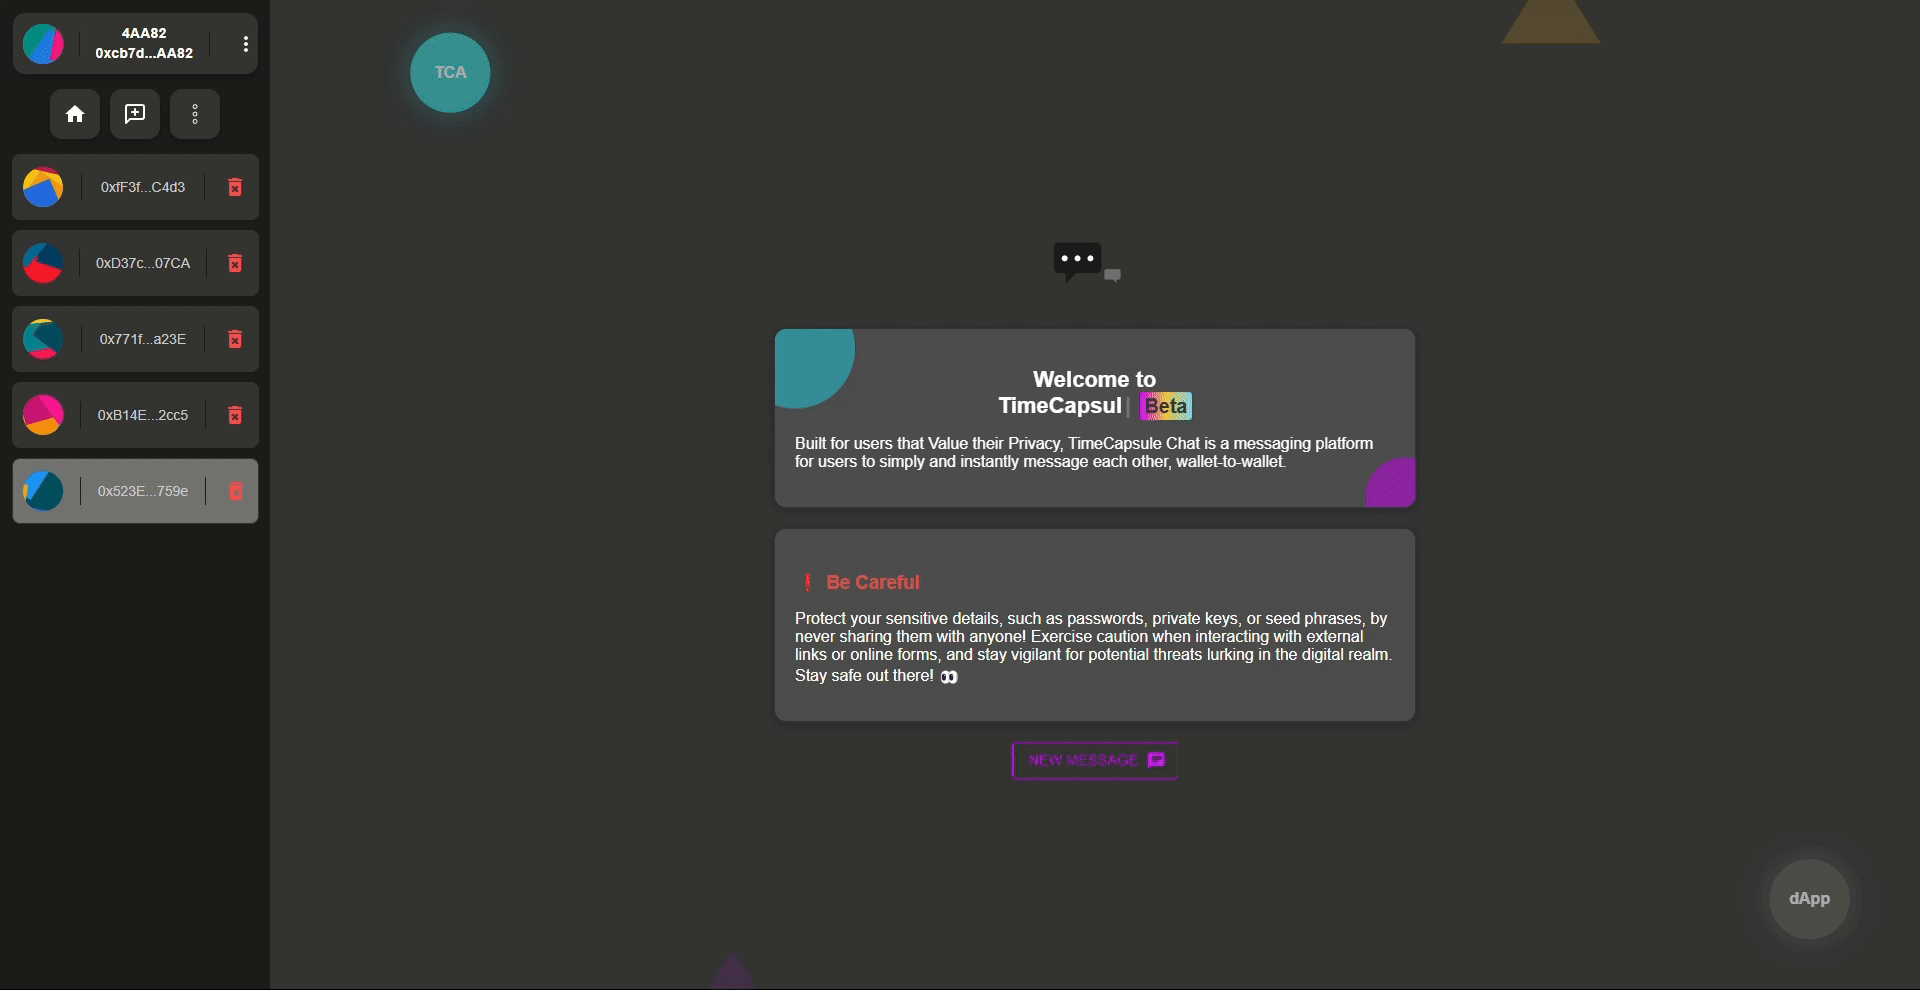 4AA82
0xcb7d...AA82
0xfF3f...C4d3
0xD37c...07CA
0x771f...a23E
0xB14E...2cc5
0x523E...759e
TCA
Welcome to
TimeCapsul| Beta
Built for users that Value their Privacy, TimeCapsule Chat is a messaging platform
for users to simply and instantly message each other, wallet-to-wallet.
❗ Be Careful
Protect your sensitive details, such as passwords, private keys, or seed phrases, by
never sharing them with anyone! Exercise caution when interacting with external
links or online forms, and stay vigilant for potential threats lurking in the digital realm.
Stay safe out there! 👀
NEW MESSAGE
dApp